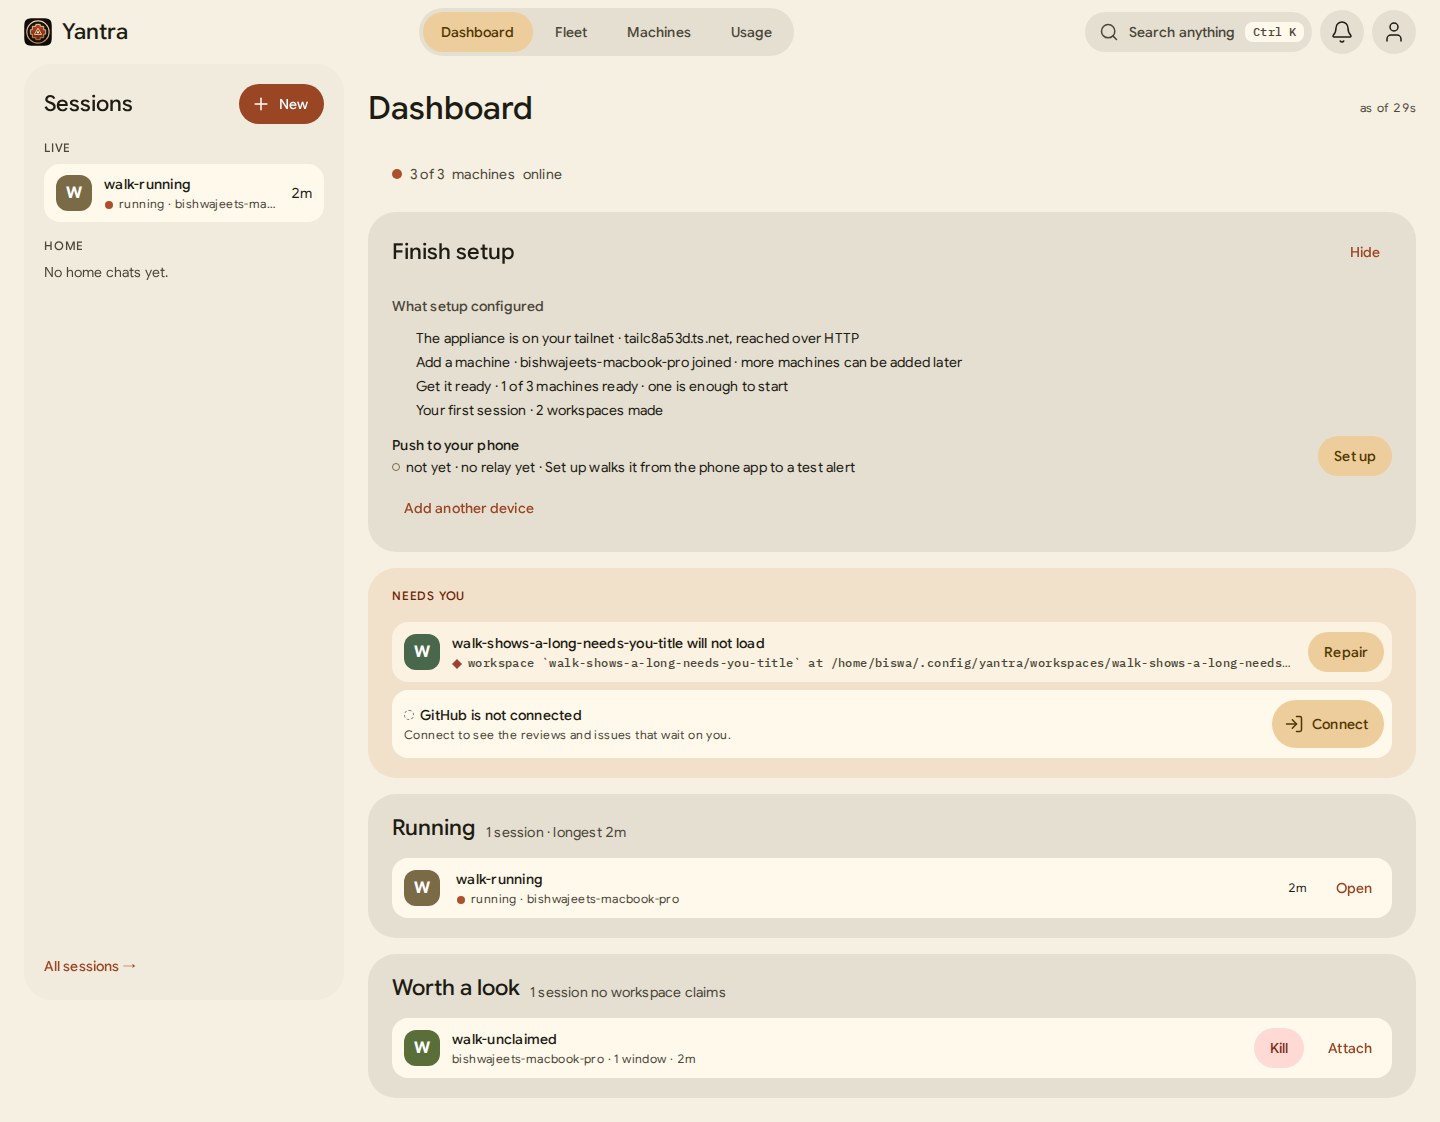 Yantra
Dashboard
Fleet
Machines
Usage
Search anything Ctrl K
Sessions
New
LIVE
W
walk-running
running · bishwajeets-ma...
2m
HOME
No home chats yet.
All sessions →
Dashboard
as of 29s
3 of 3 machines online
Finish setup
Hide
What setup configured
The appliance is on your tailnet · tailc8a53d.ts.net, reached over HTTP
Add a machine · bishwajeets-macbook-pro joined · more machines can be added later
Get it ready · 1 of 3 machines ready · one is enough to start
Your first session · 2 workspaces made
Push to your phone
not yet · no relay yet · Set up walks it from the phone app to a test alert
Set up
Add another device
NEEDS YOU
W
walk-shows-a-long-needs-you-title will not load
workspace `walk-shows-a-long-needs-you-title` at /home/biswa/.config/yantra/workspaces/walk-shows-a-long-needs…
Repair
GitHub is not connected
Connect to see the reviews and issues that wait on you.
Connect
Running 1 session · longest 2m
W
walk-running
running · bishwajeets-macbook-pro
2m
Open
Worth a look 1 session no workspace claims
W
walk-unclaimed
bishwajeets-macbook-pro · 1 window · 2m
Kill
Attach